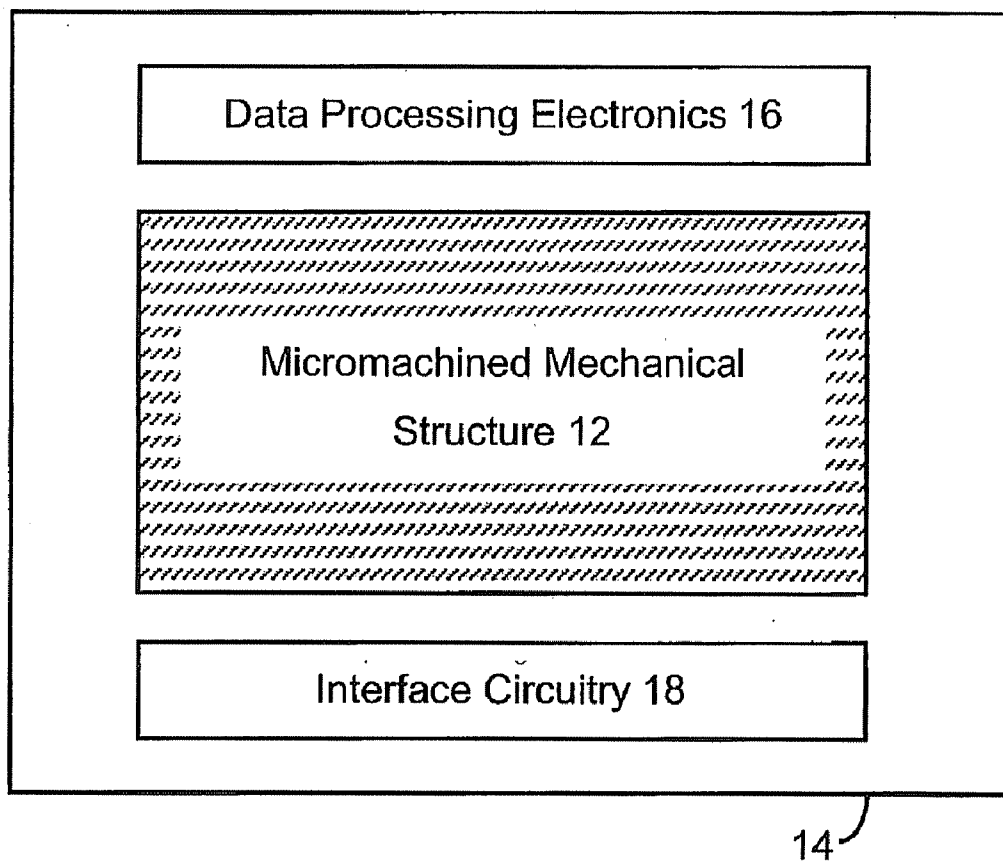 Data Processing Electronics 16
Micromachined Mechanical
Structure 12
Interface Circuitry 18
14